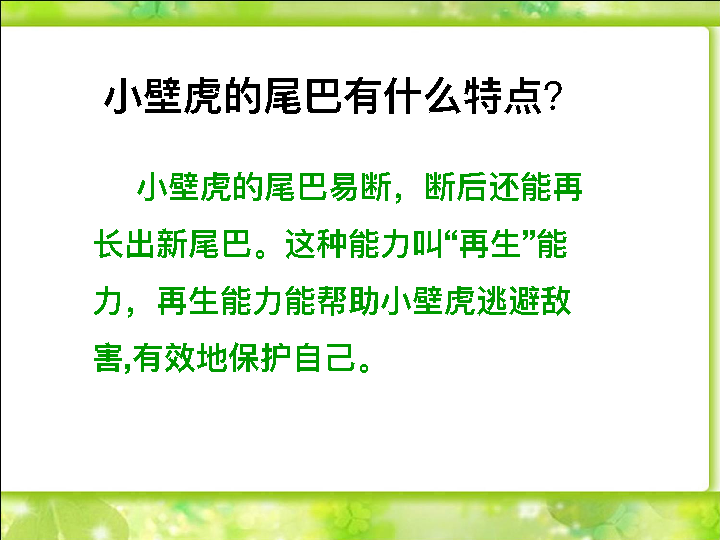 小壁虎的尾巴有什么特点?
小壁虎的尾巴易断，断后还能再
长出新尾巴。这种能力叫“再生”能
力，再生能力能帮助小壁虎逃避敌
害,有效地保护自己。